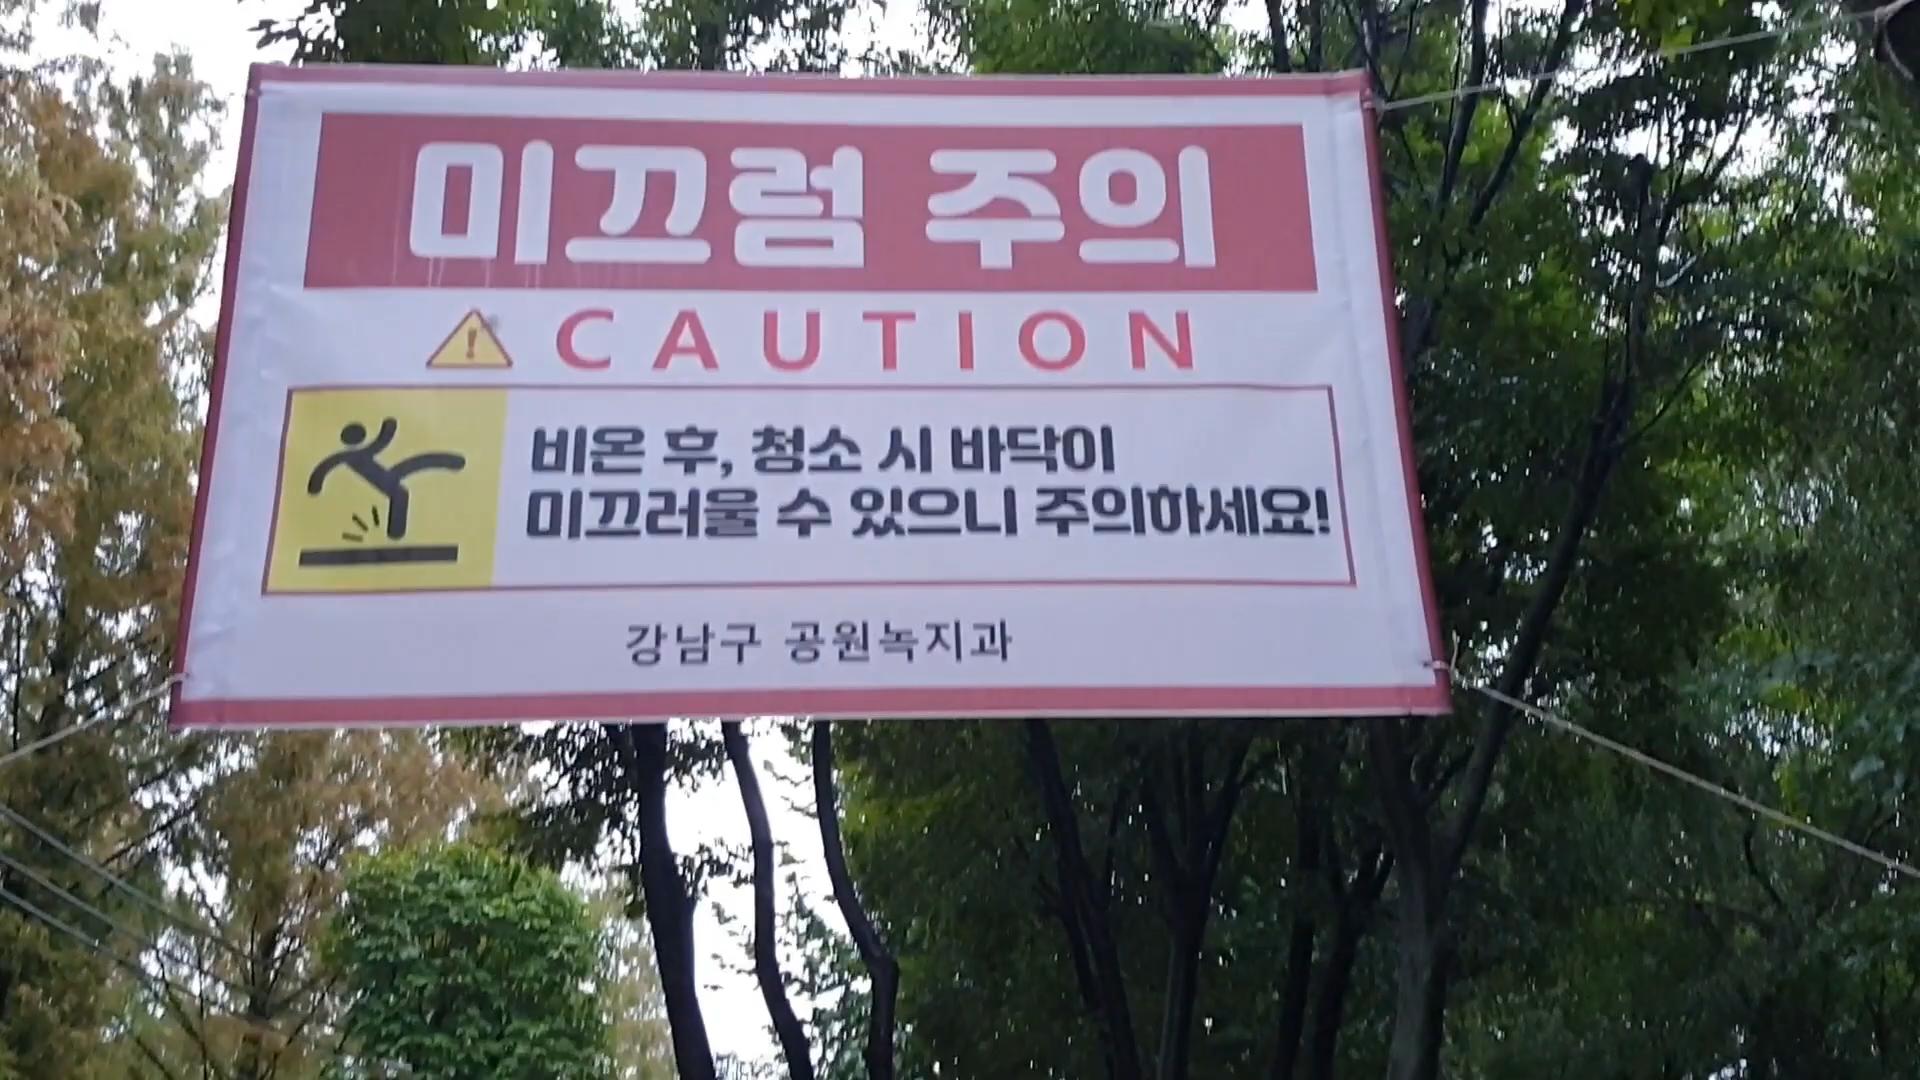 미끄럼 주의
CAUTION
비온 후, 청소 시 바닥이
미끄러울 수 있으니 주의하세요!
강남구 공원녹지과